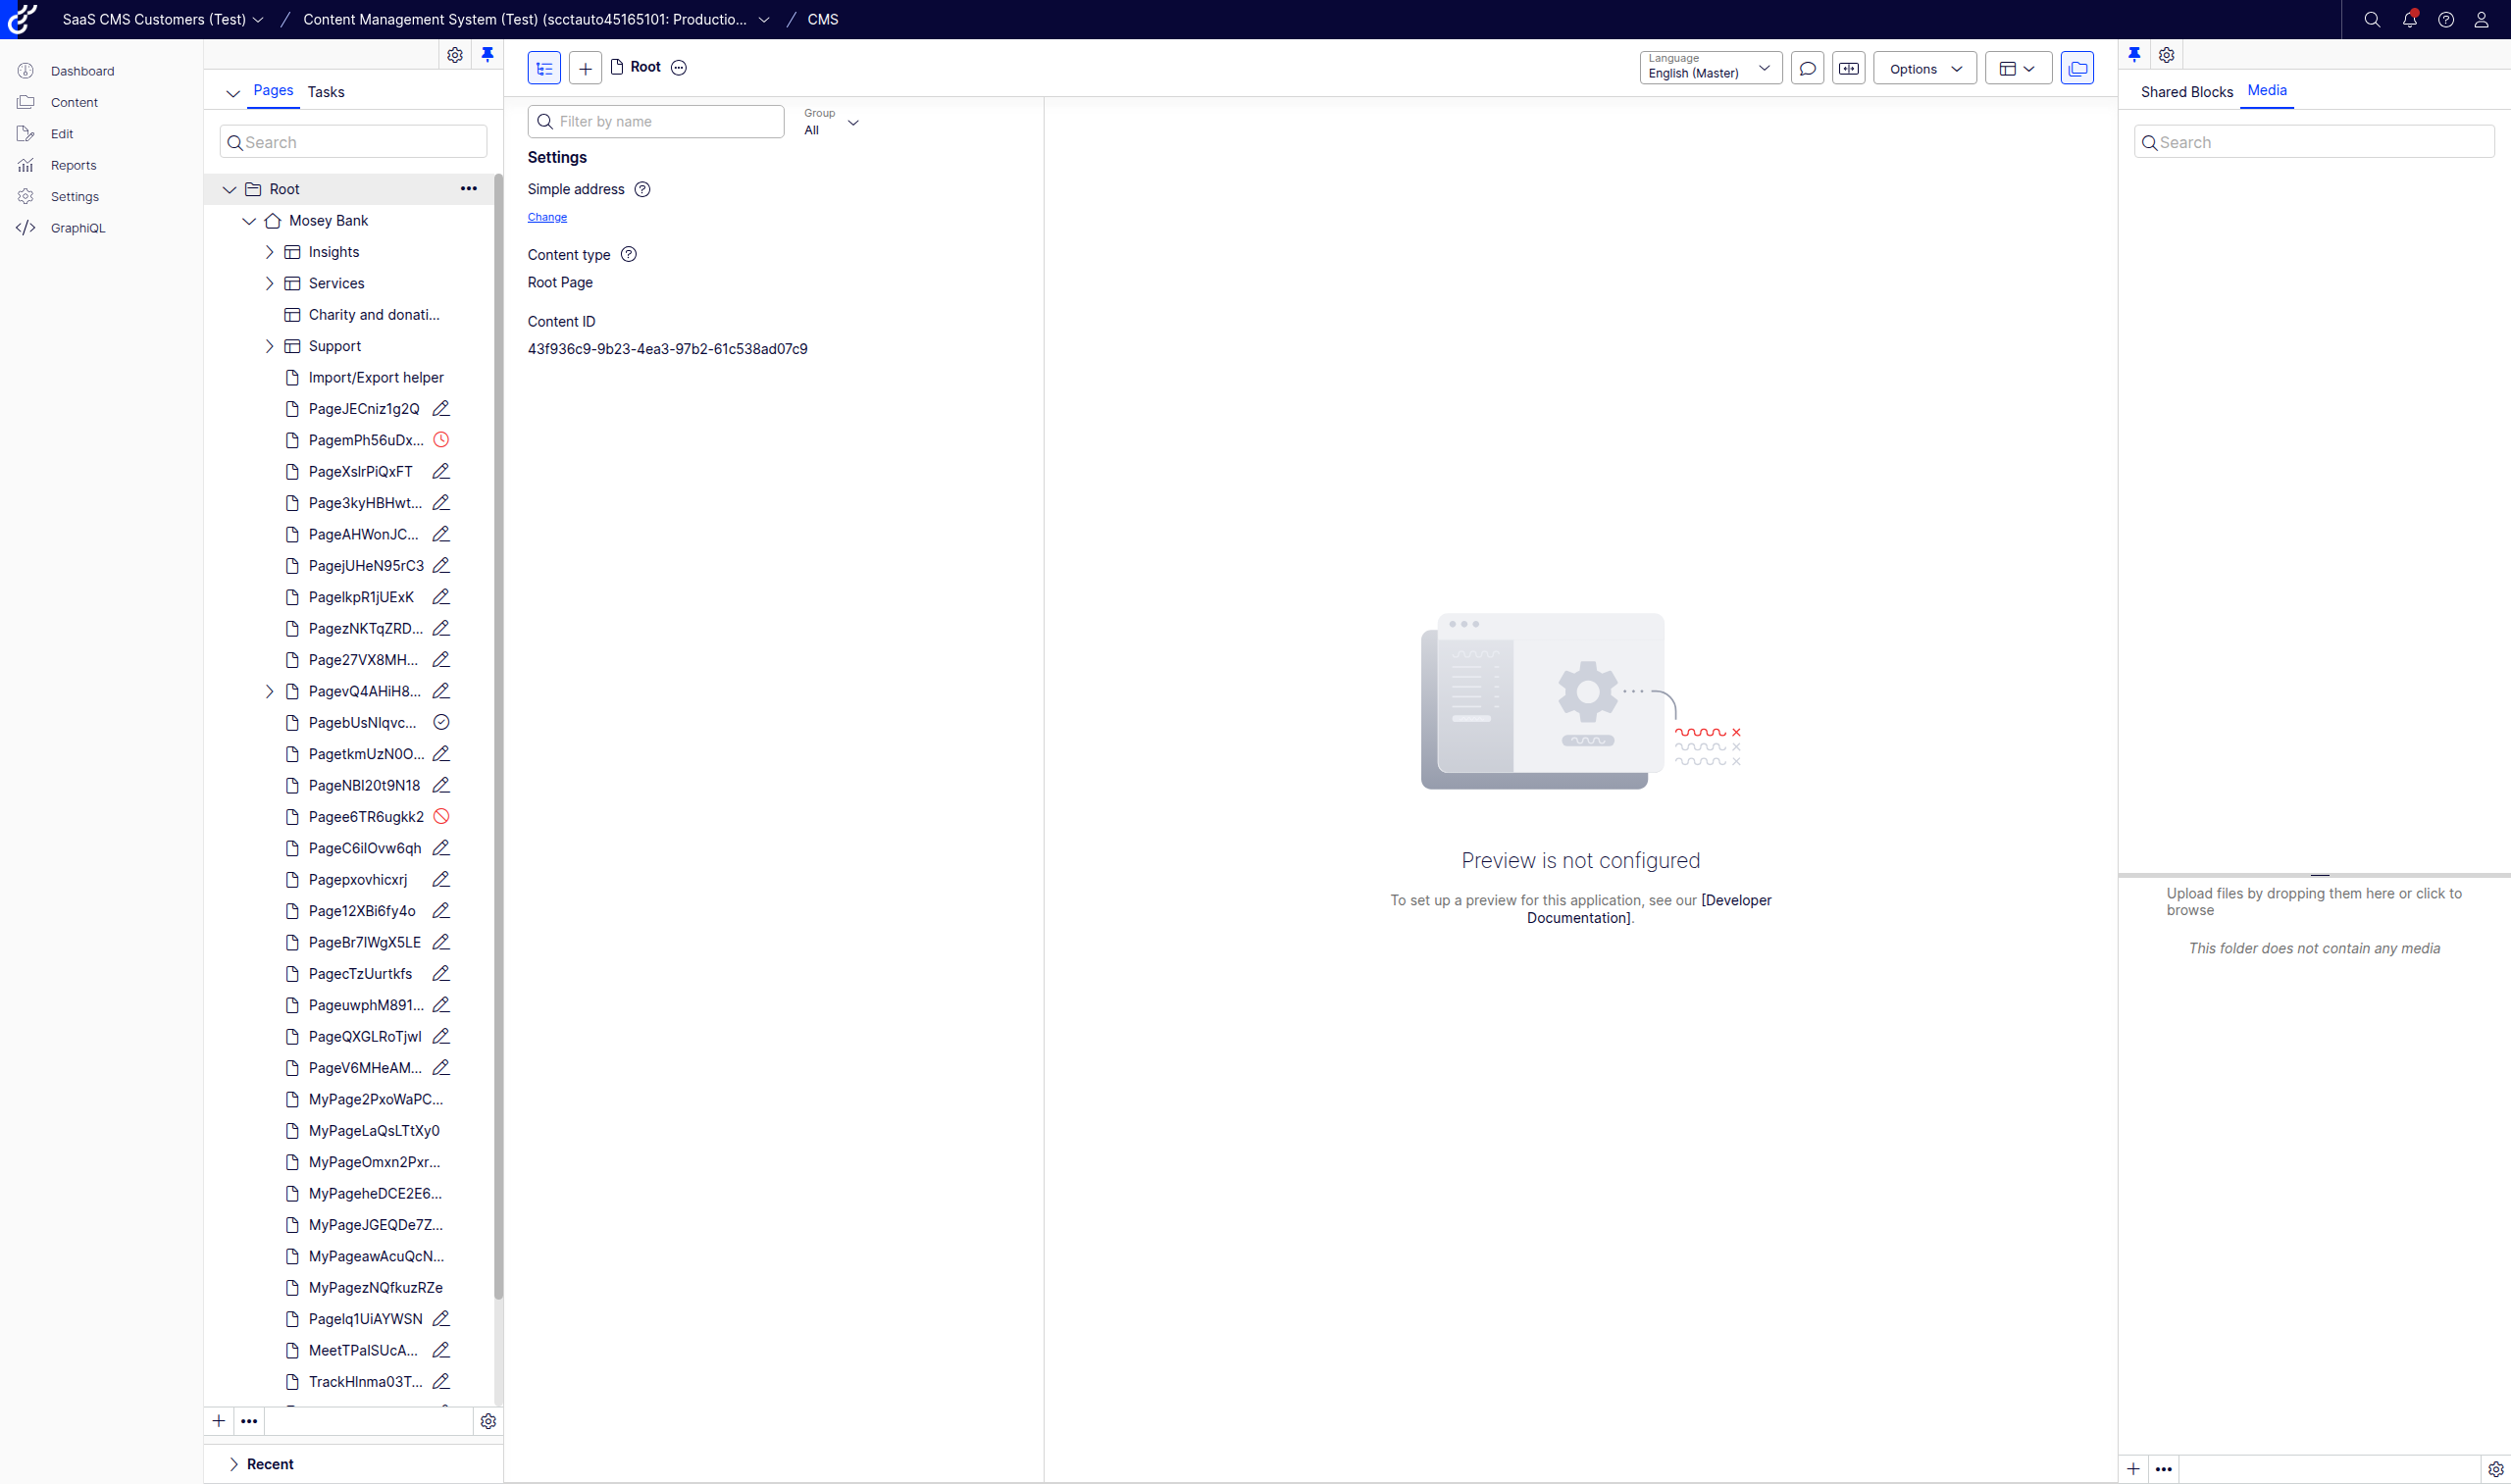 SaaS CMS Customers (Test)
Content Management System (Test) (scctauto45165101: Productio...
CMS
Dashboard
Content
Edit
Reports
Settings
GraphiQL
Pages
Tasks
Search
Root
Mosey Bank
Insights
Services
Charity and donati...
Support
Import/Export helper
PageJECniz1g2Q
PagemPh56uDx...
PageXslrPiQxFT
Page3kyHBHwt...
PageAHWonJC...
PagejUHeN95rC3
PagelkpR1jUExK
PagezNKTqZRD...
Page27VX8MH...
PagevQ4AHiH8...
PagebUsNlqvc...
PagetkmUzN0O...
PageNBl20t9N18
Pagee6TR6ugkk2
PageC6ilOvw6qh
Pagepxovhicxrj
Page12XBi6fy4o
PageBr7lWgX5LE
PagecTzUurtkfs
PageuwphM891...
PageQXGLRoTjwl
PageV6MHeAM...
MyPage2PxoWaPC...
MyPageLaQsLTtXy0
MyPageOmxn2Pxr...
MyPageheDCE2E6...
MyPageJGEQDe7Z...
MyPageawAcuQcN...
MyPagezNQfkuzRZe
Pagelq1UiAYWSN
MeetTPalSUcA...
TrackHlnma03T...
Recent
Root
Language
English (Master)
Options
Filter by name
Group
All
Settings
Simple address
Change
Content type
Root Page
Content ID
43f936c9-9b23-4ea3-97b2-61c538ad07c9
Preview is not configured
To set up a preview for this application, see our [Developer
Documentation].
Shared Blocks
Media
Search
Upload files by dropping them here or click to
browse
This folder does not contain any media